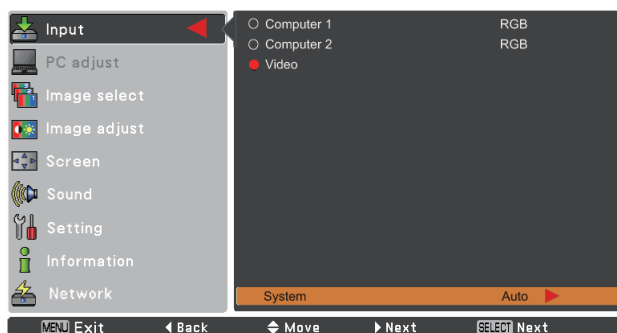 Input
PC adjust
Image select
Image adjust
Screen
Sound
Setting
Information
Network
Computer 1 RGB
Computer 2 RGB
Video
System Auto
MENU Exit Back Move Next SELECT Next